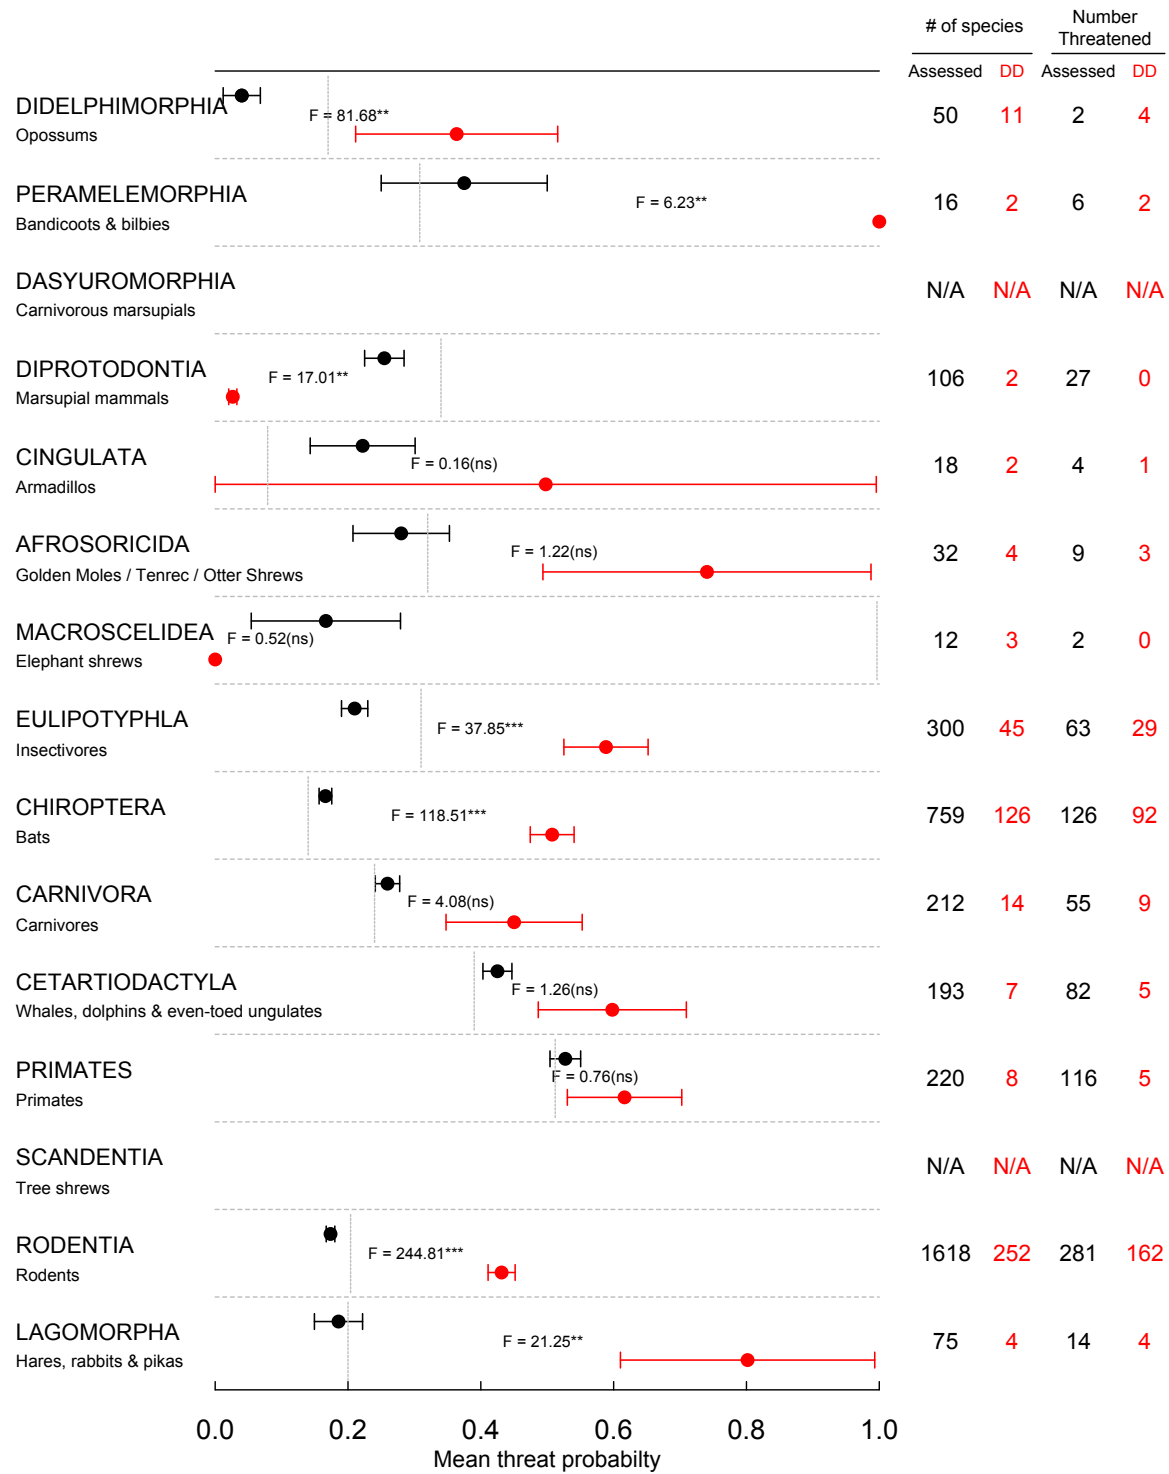 # of species
Number
Threatened
Assessed DD Assessed DD
DIDELPHIMORPHIA
Opossums
F = 81.68**
50 11 2 4
PERAMELEMORPHIA
Bandicoots & bilbies
F = 6.23**
16 2 6 2
DASYUROMORPHIA
Carnivorous marsupials
N/A N/A N/A N/A
DIPROTODONTIA
Marsupial mammals
F = 17.01**
106 2 27 0
CINGULATA
Armadillos
F = 0.16(ns)
18 2 4 1
AFROSORICIDA
Golden Moles / Tenrec / Otter Shrews
F = 1.22(ns)
32 4 9 3
MACROSCELIDEA
Elephant shrews
F = 0.52(ns)
12 3 2 0
EULIPOTYPHLA
Insectivores
F = 37.85***
300 45 63 29
CHIROPTERA
Bats
F = 118.51***
759 126 126 92
CARNIVORA
Carnivores
F = 4.08(ns)
212 14 55 9
CETARTIODACTYLA
Whales, dolphins & even-toed ungulates
F = 1.26(ns)
193 7 82 5
PRIMATES
Primates
F = 0.76(ns)
220 8 116 5
SCANDENTIA
Tree shrews
N/A N/A N/A N/A
RODENTIA
Rodents
F = 244.81***
1618 252 281 162
LAGOMORPHA
Hares, rabbits & pikas
F = 21.25**
75 4 14 4
0.0 0.2 0.4 0.6 0.8 1.0
Mean threat probabilty